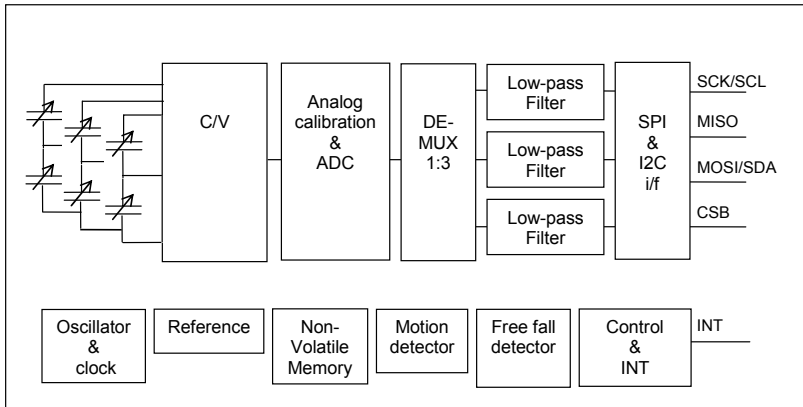 C/V
Analog
calibration
&
ADC
DE-
MUX
1:3
Low-pass
Filter
Low-pass
Filter
Low-pass
Filter
SPI
&
I2C
i/f
SCK/SCL
MISO
MOSI/SDA
CSB
Oscillator
&
clock
Reference
Non-
Volatile
Memory
Motion
detector
Free fall
detector
Control
&
INT
INT